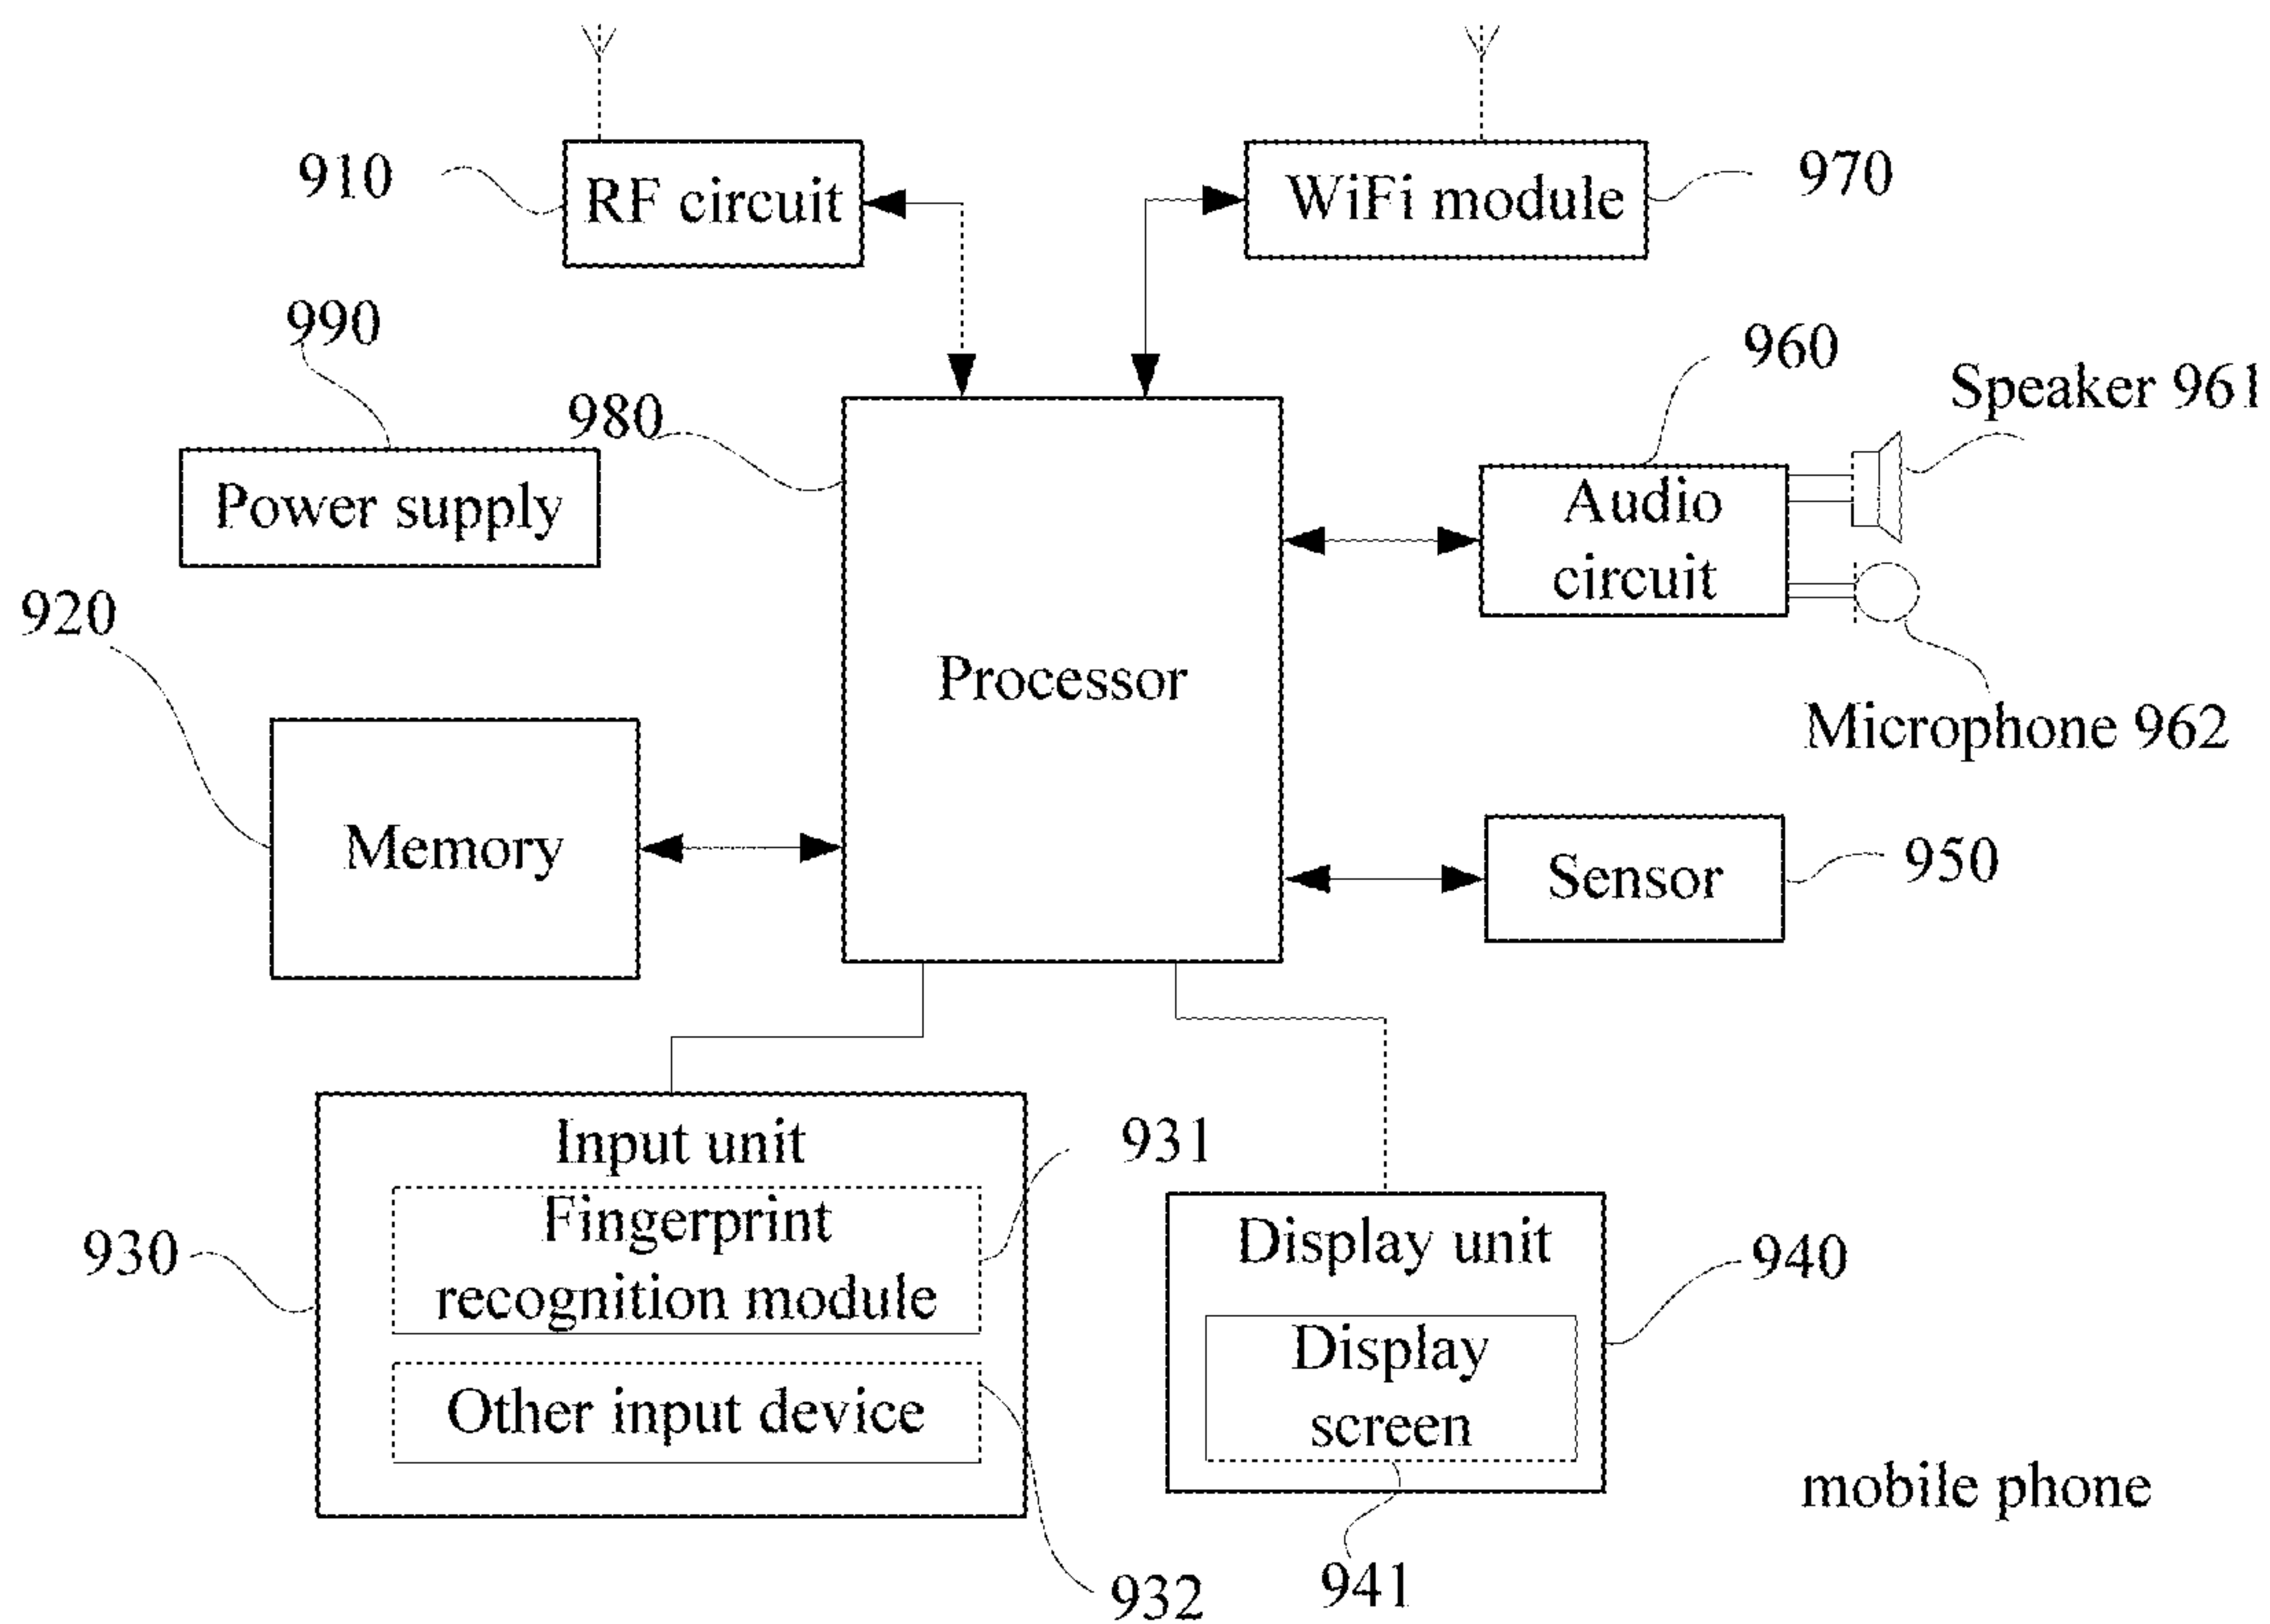 910
RF circuit
WiFi module
970
990
980
960
Speaker 961
Power supply
Audio
circuit
920
Processor
Microphone 962
Memory
Sensor
950
Input unit
931
Fingerprint
recognition module
930
Other input device
932
Display unit
940
Display
screen
941
mobile phone